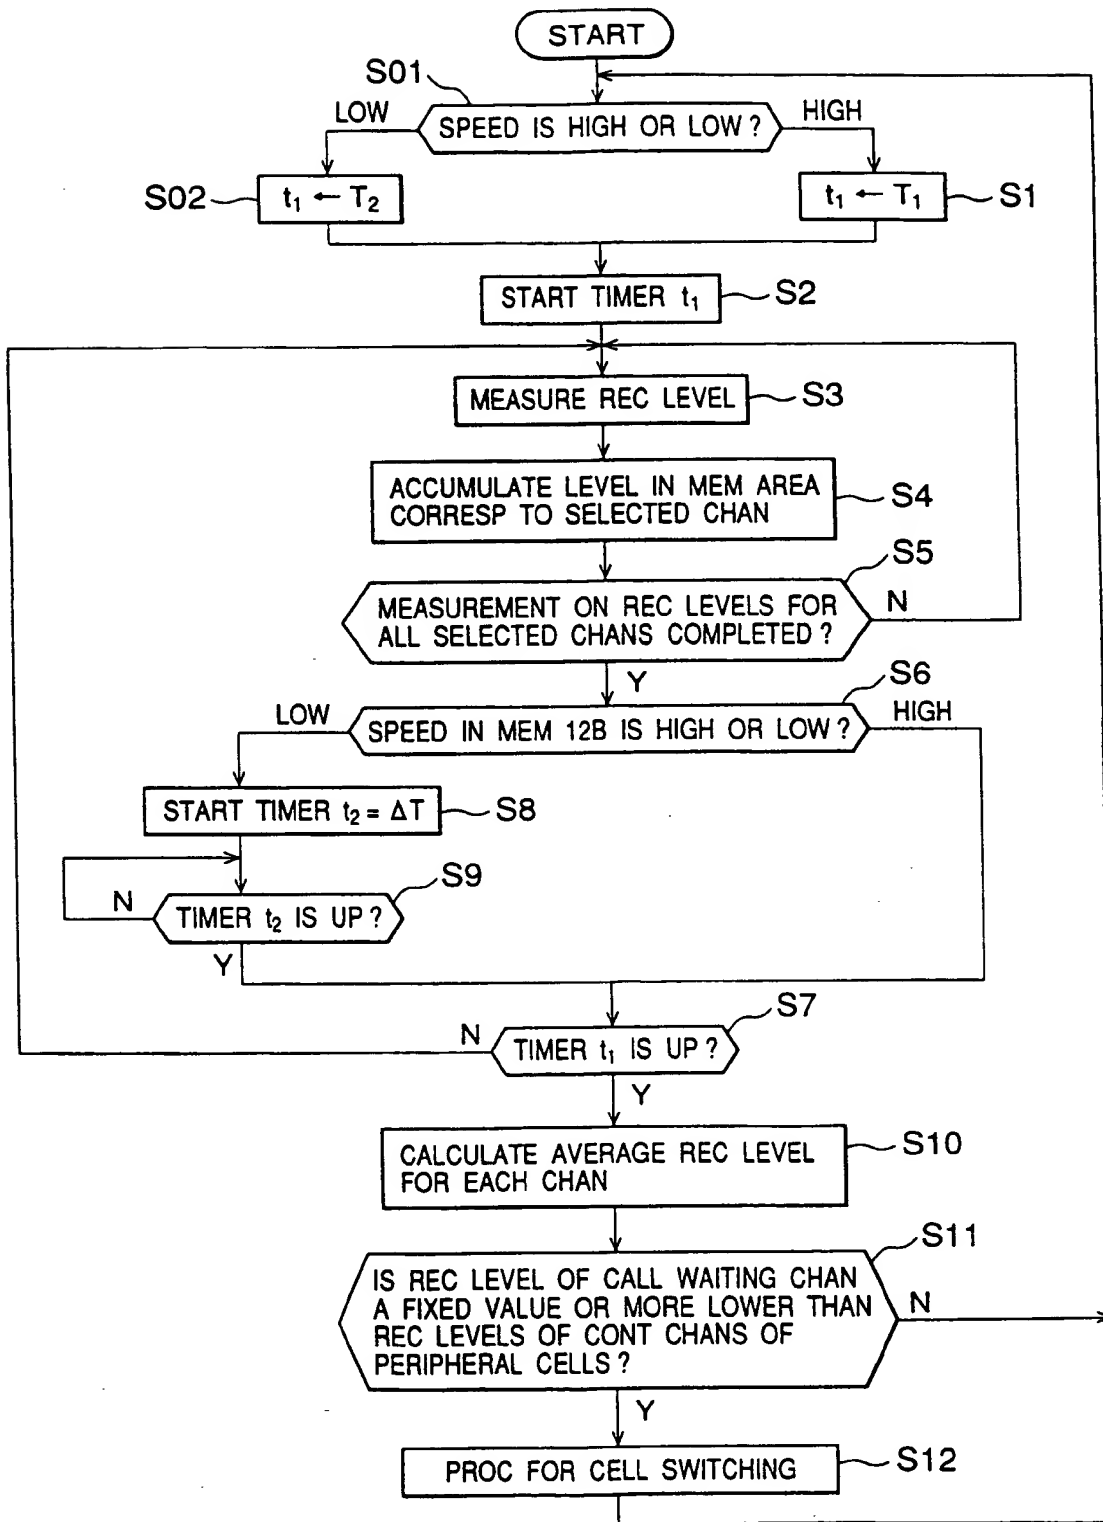 START
S01
LOW
SPEED IS HIGH OR LOW ?
HIGH
S02
t₁ ← T₂
t₁ ← T₁
S1
START TIMER t₁
S2
MEASURE REC LEVEL
S3
ACCUMULATE LEVEL IN MEM AREA
CORRESP TO SELECTED CHAN
S4
S5
MEASUREMENT ON REC LEVELS FOR
ALL SELECTED CHANS COMPLETED ?
N
Y
S6
LOW
SPEED IN MEM 12B IS HIGH OR LOW ?
HIGH
START TIMER t₂ = ΔT
S8
S9
N
TIMER t₂ IS UP ?
Y
S7
N
TIMER t₁ IS UP ?
Y
CALCULATE AVERAGE REC LEVEL
FOR EACH CHAN
S10
S11
IS REC LEVEL OF CALL WAITING CHAN
A FIXED VALUE OR MORE LOWER THAN
REC LEVELS OF CONT CHANS OF
PERIPHERAL CELLS ?
N
Y
PROC FOR CELL SWITCHING
S12